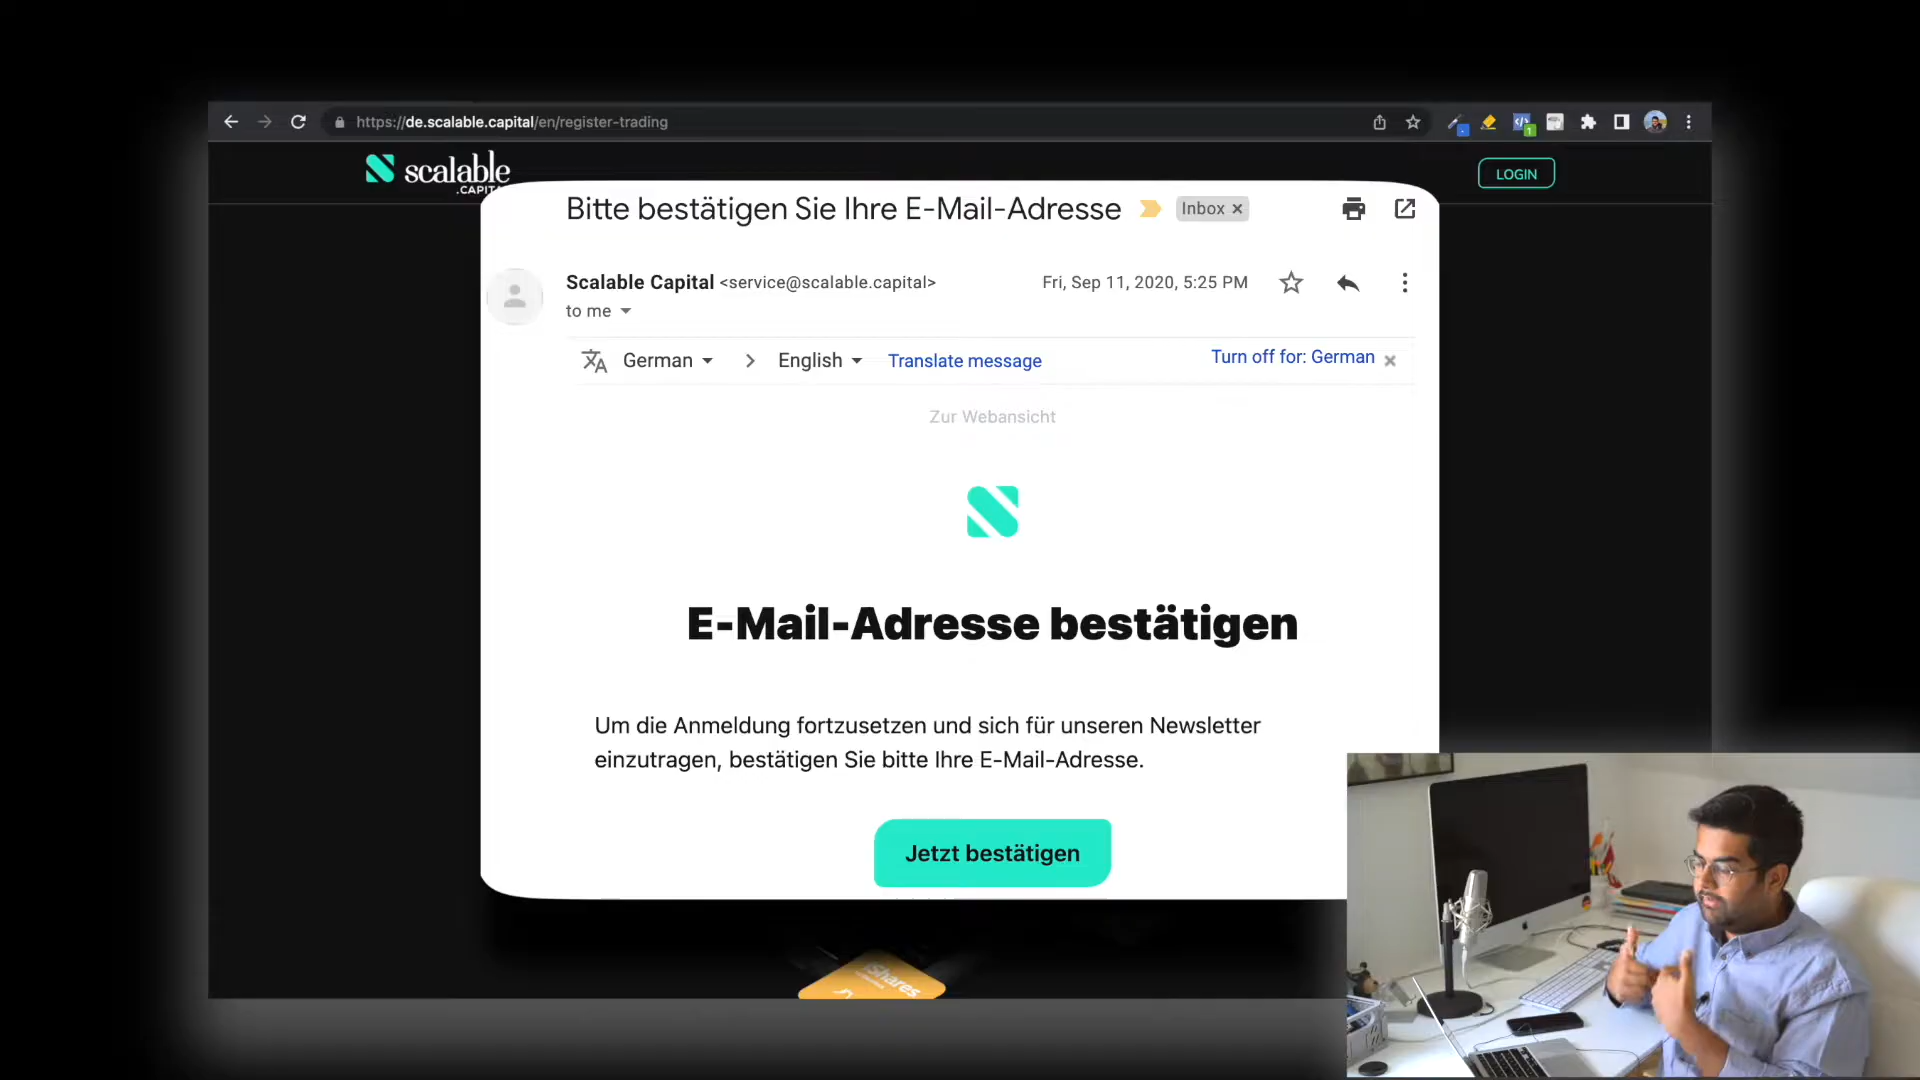 https://de.scalable.capital/en/register-trading
scalable
.CAPIT
LOGIN
Bitte bestätigen Sie Ihre E-Mail-Adresse
Inbox ×
Scalable Capital <service@scalable.capital>
Fri, Sep 11, 2020, 5:25 PM
to me
German
English
Translate message
Turn off for: German ×
Zur Webansicht
E-Mail-Adresse bestätigen
Um die Anmeldung fortzusetzen und sich für unseren Newsletter
einzutragen, bestätigen Sie bitte Ihre E-Mail-Adresse.
Jetzt bestätigen
iShares